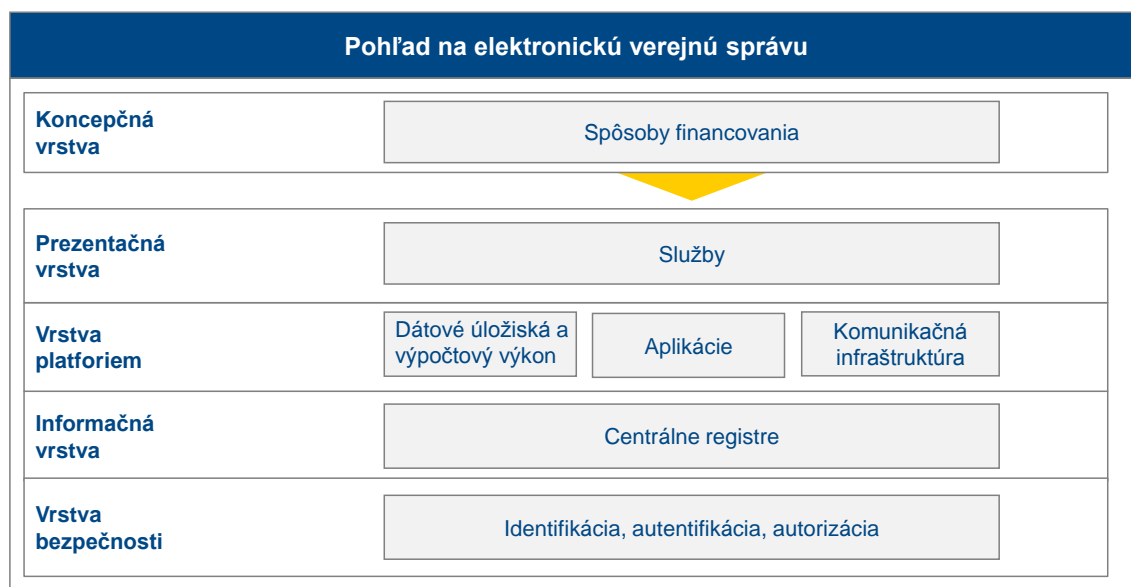 Pohľad na elektronickú verejnú správu
Koncepčná
vrstva
Spôsoby financovania
Prezentačná
vrstva
Služby
Vrstva
platforiem
Dátové úložiská a
výpočtový výkon
Aplikácie
Komunikačná
infraštruktúra
Informačná
vrstva
Centrálne registre
Vrstva
bezpečnosti
Identifikácia, autentifikácia, autorizácia